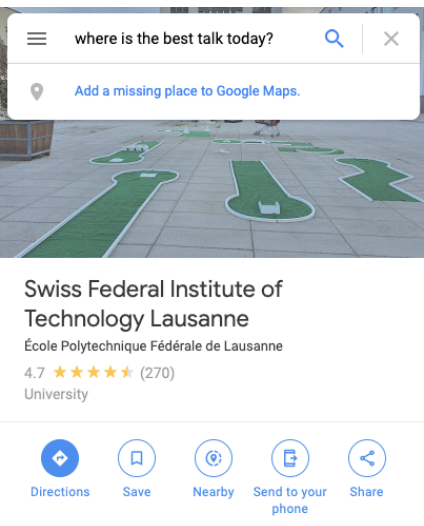 where is the best talk today?
Add a missing place to Google Maps.
Swiss Federal Institute of
Technology Lausanne
École Polytechnique Fédérale de Lausanne
4.7 (270)
University
Directions
Save
Nearby
Send to your
phone
Share